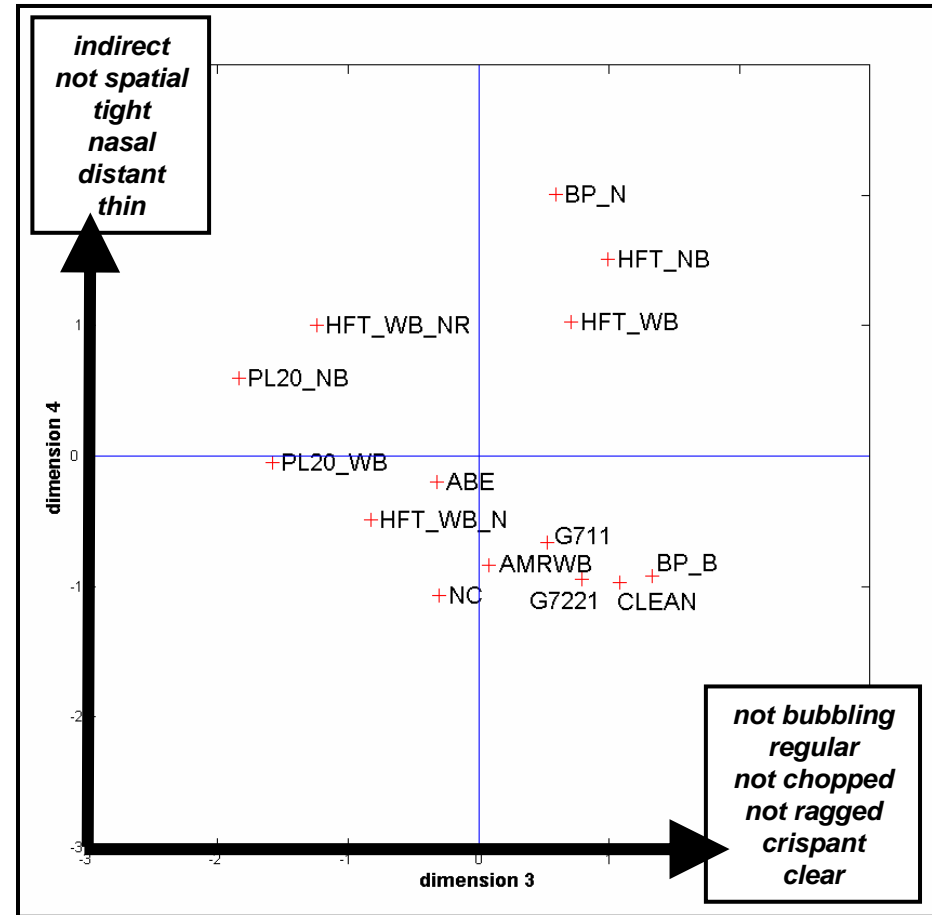 indirect
not spatial
tight
nasal
distant
thin
BP_N
HFT_NB
HFT_WB
HFT_WB_NR
1
PL20_NB
0
PL20_WB
ABE
HFT_WB_N
G711
AMRWB
BP_B
-1
NC
G7221
CLEAN
dimension 4
-2
not bubbling
regular
not chopped
not ragged
crispant
clear
-3
-3
-2
-1
0
dimension 3